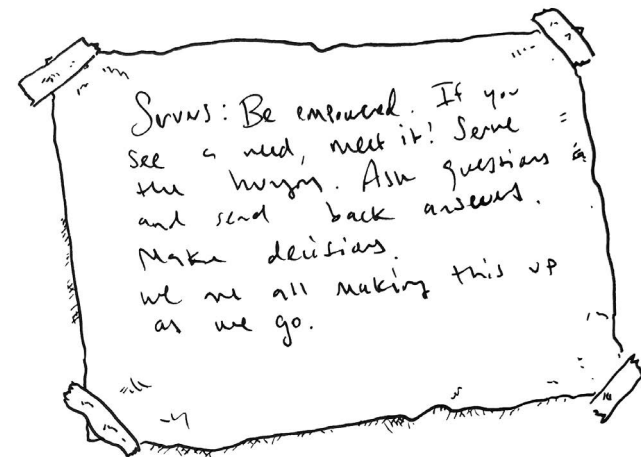 Servers: Be empowered. If you
see a need, meet it! Serve
the hungry. Ask questions
and send back answers.
Make decisions.
we are all making this up
as we go.